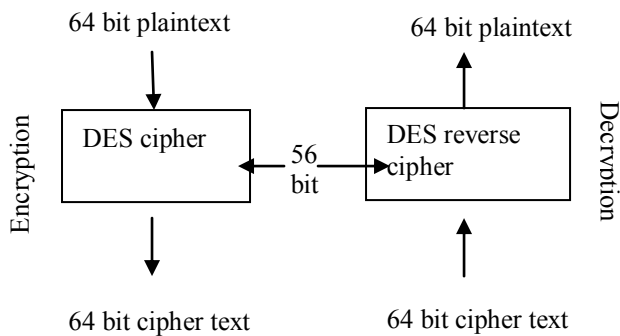 64 bit plaintext
64 bit plaintext
Encryption
DES cipher
56
bit
DES reverse
cipher
Decryption
64 bit cipher text
64 bit cipher text